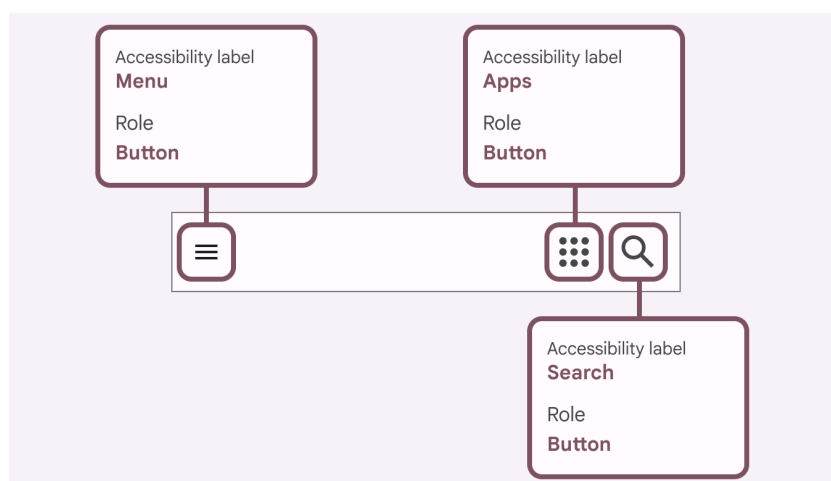 Accessibility label
Menu
Role
Button
Accessibility label
Apps
Role
Button
Accessibility label
Search
Role
Button